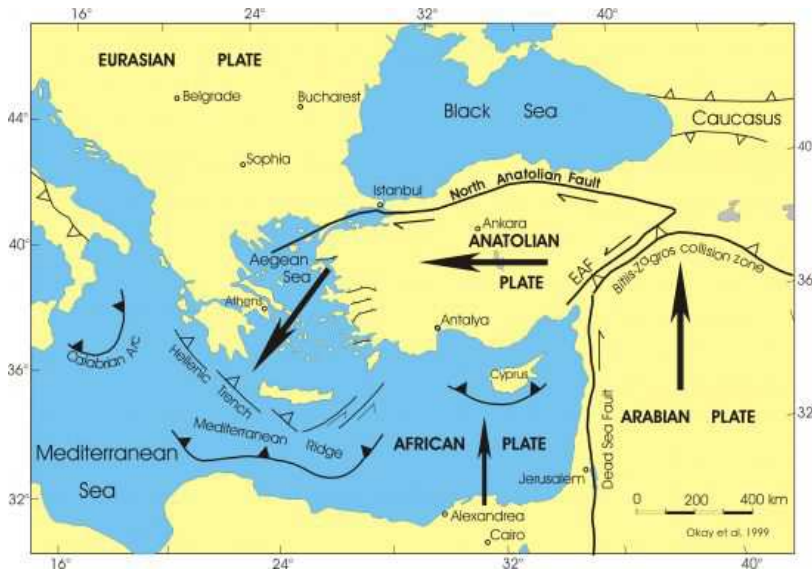 16°
24°
32°
40°
EURASIAN PLATE
Belgrade
Bucharest
Black Sea
Caucasus
44°
40°
Sophia
Istanbul
North Anatolian Fault
Ankara
ANATOLIAN
PLATE
40°
Aegean
Sea
EAF
Bitlis-Zagros collision zone
36°
Athens
Antalya
Calabrian Arc
Hellenic
Trench
Cyprus
36°
32°
Mediterranean
Ridge
AFRICAN PLATE
Dead Sea Fault
ARABIAN PLATE
Mediterranean
Sea
Jerusalem
0 200 400 km
32°
Alexandrea
Cairo
Okay et al, 1999
16°
24°
32°
40°